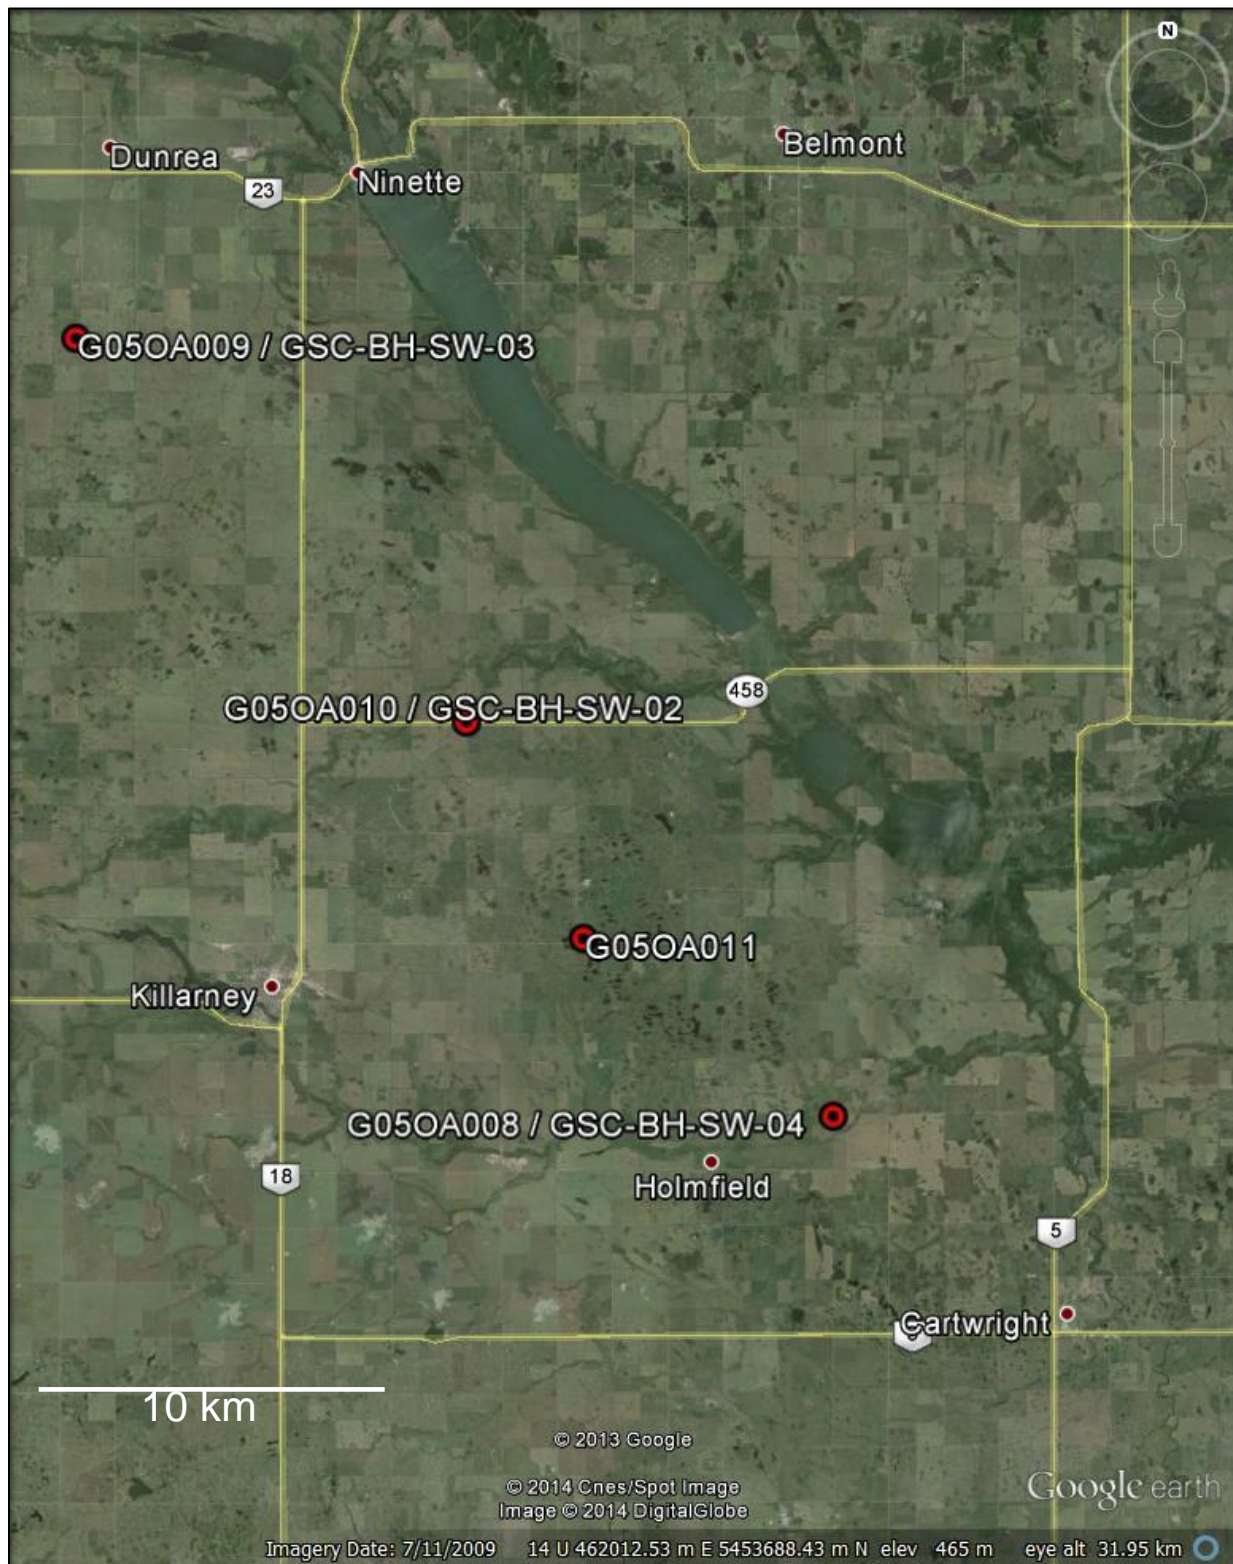 N
Dunrea
Belmont
23
Ninette
G05OA009 / GSC-BH-SW-03
458
G05OA010 / GSC-BH-SW-02
G05OA011
Killarney
G05OA008 / GSC-BH-SW-04
18
Holmfield
5
Cartwright
10 km
© 2013 Google
© 2014 Cnes/Spot Image
Image © 2014 DigitalGlobe
Google earth
Imagery Date: 7/11/2009 14 U 462012.53 m E 5453688.43 m N elev 465 m eye alt 31.95 km